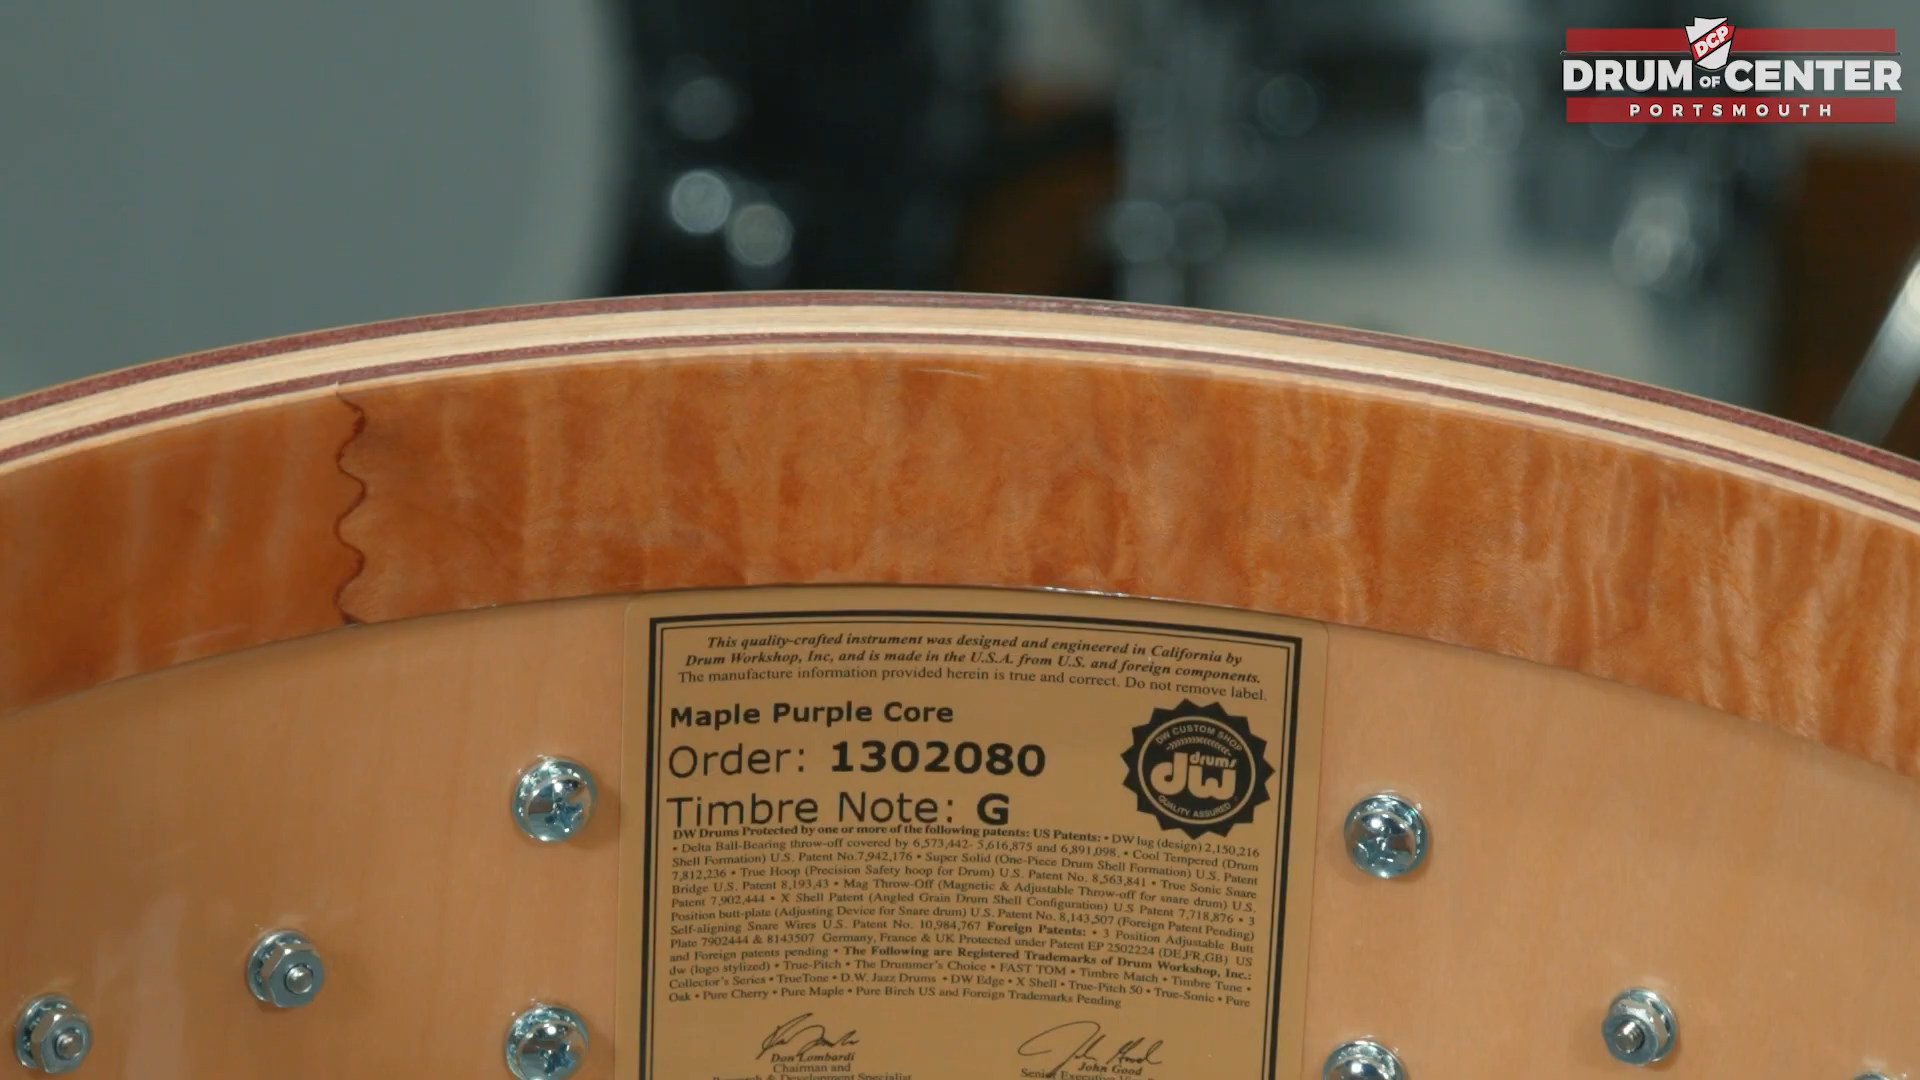 DCP
DRUM OF CENTER
PORTSMOUTH
This quality-crafted instrument was designed and engineered in California by
Drum Workshop, Inc, and is made in the U.S.A. from U.S. and foreign components.
The manufacture information provided herein is true and correct. Do not remove label.
Maple Purple Core
Order: 1302080
Timbre Note: G
DW CUSTOM SHOP
drums
dw
QUALITY ASSURED
DW Drums Protected by one or more of the following patents: US Patents: • DW lug (design) 2,150,216
• Delta Ball-Bearing throw-off covered by 6,573,442- 5,616,875 and 6,891,098. • Cool Tempered (Drum
Shell Formation) U.S. Patent No.7,942,176 • Super Solid (One-Piece Drum Shell Formation) U.S. Patent
7,812,236 • True Hoop (Precision Safety hoop for Drum) U.S. Patent No. 8,563,841 • True Sonic Snare
Bridge U.S. Patent 8,193,43 • Mag Throw-Off (Magnetic & Adjustable Throw-off for snare drum) U.S.
Patent 7,902,444 • X Shell Patent (Angled Grain Drum Shell Configuration) U.S Patent 7,718,876 • 3
Position butt-plate (Adjusting Device for Snare drum) U.S. Patent No. 8,143,507 (Foreign Patent Pending)
Self-aligning Snare Wires U.S. Patent No. 10,984,767 Foreign Patents: • 3 Position Adjustable Butt
Plate 7902444 & 8143507 Germany, France & UK Protected under Patent EP 2502224 (DE,FR,GB) US
and Foreign patents pending • The Following are Registered Trademarks of Drum Workshop, Inc.:
dw (logo stylized) • True-Pitch • The Drummer's Choice • FAST TOM • Timbre Match • Timbre Tune •
Collector's Series • TrueTone • D.W. Jazz Drums • DW Edge • X Shell • True-Pitch 50 • True-Sonic • Pure
Oak • Pure Cherry • Pure Maple • Pure Birch US and Foreign Trademarks Pending
Don Lombardi
John Good
Chairman and
Senior Executive
Research & Development Specialist